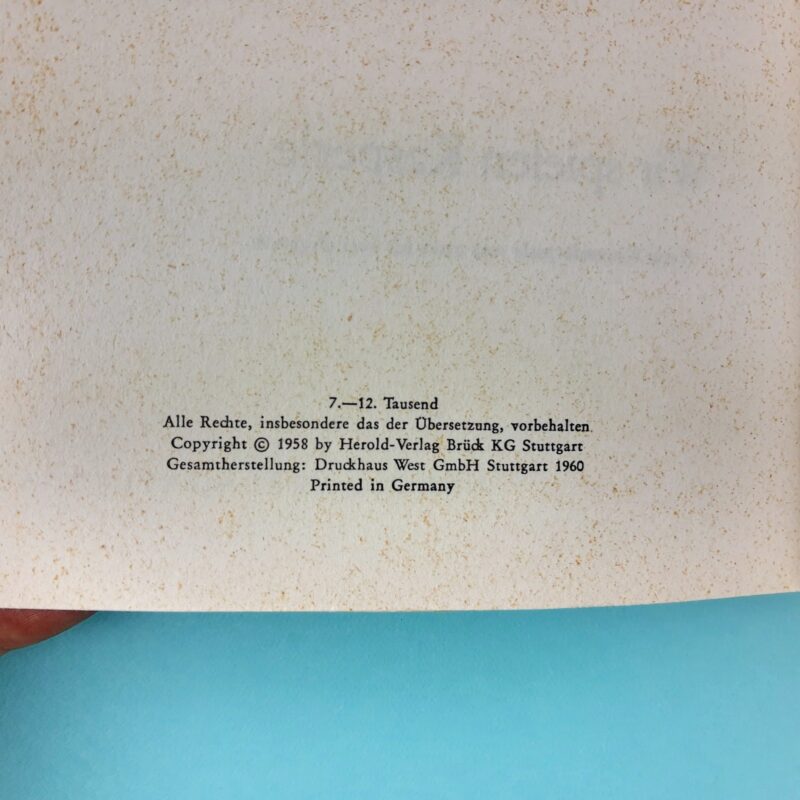 7.—12. Tausend
Alle Rechte, insbesondere das der Übersetzung, vorbehalten.
Copyright © 1958 by Herold-Verlag Brück KG Stuttgart
Gesamtherstellung: Druckhaus West GmbH Stuttgart 1960
Printed in Germany